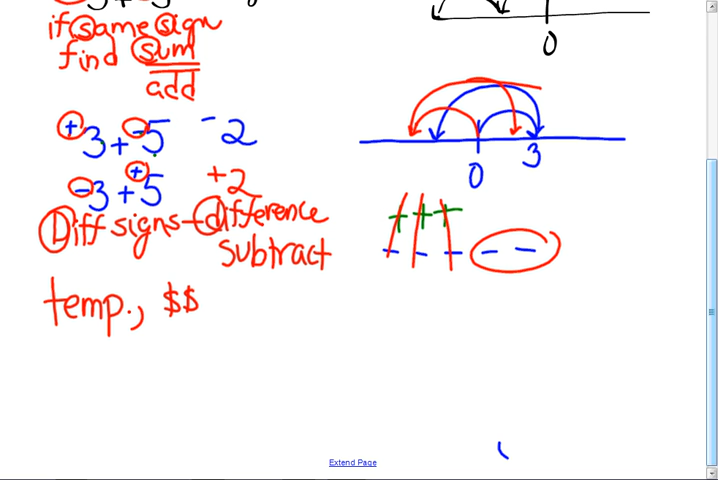 if same sign
find sum
add
0
+3 + -5 -2
-3 + +5 +2
0 3
Diff signs - difference
subtract
+ + +
- - - - -
temp., $$
Extend Page